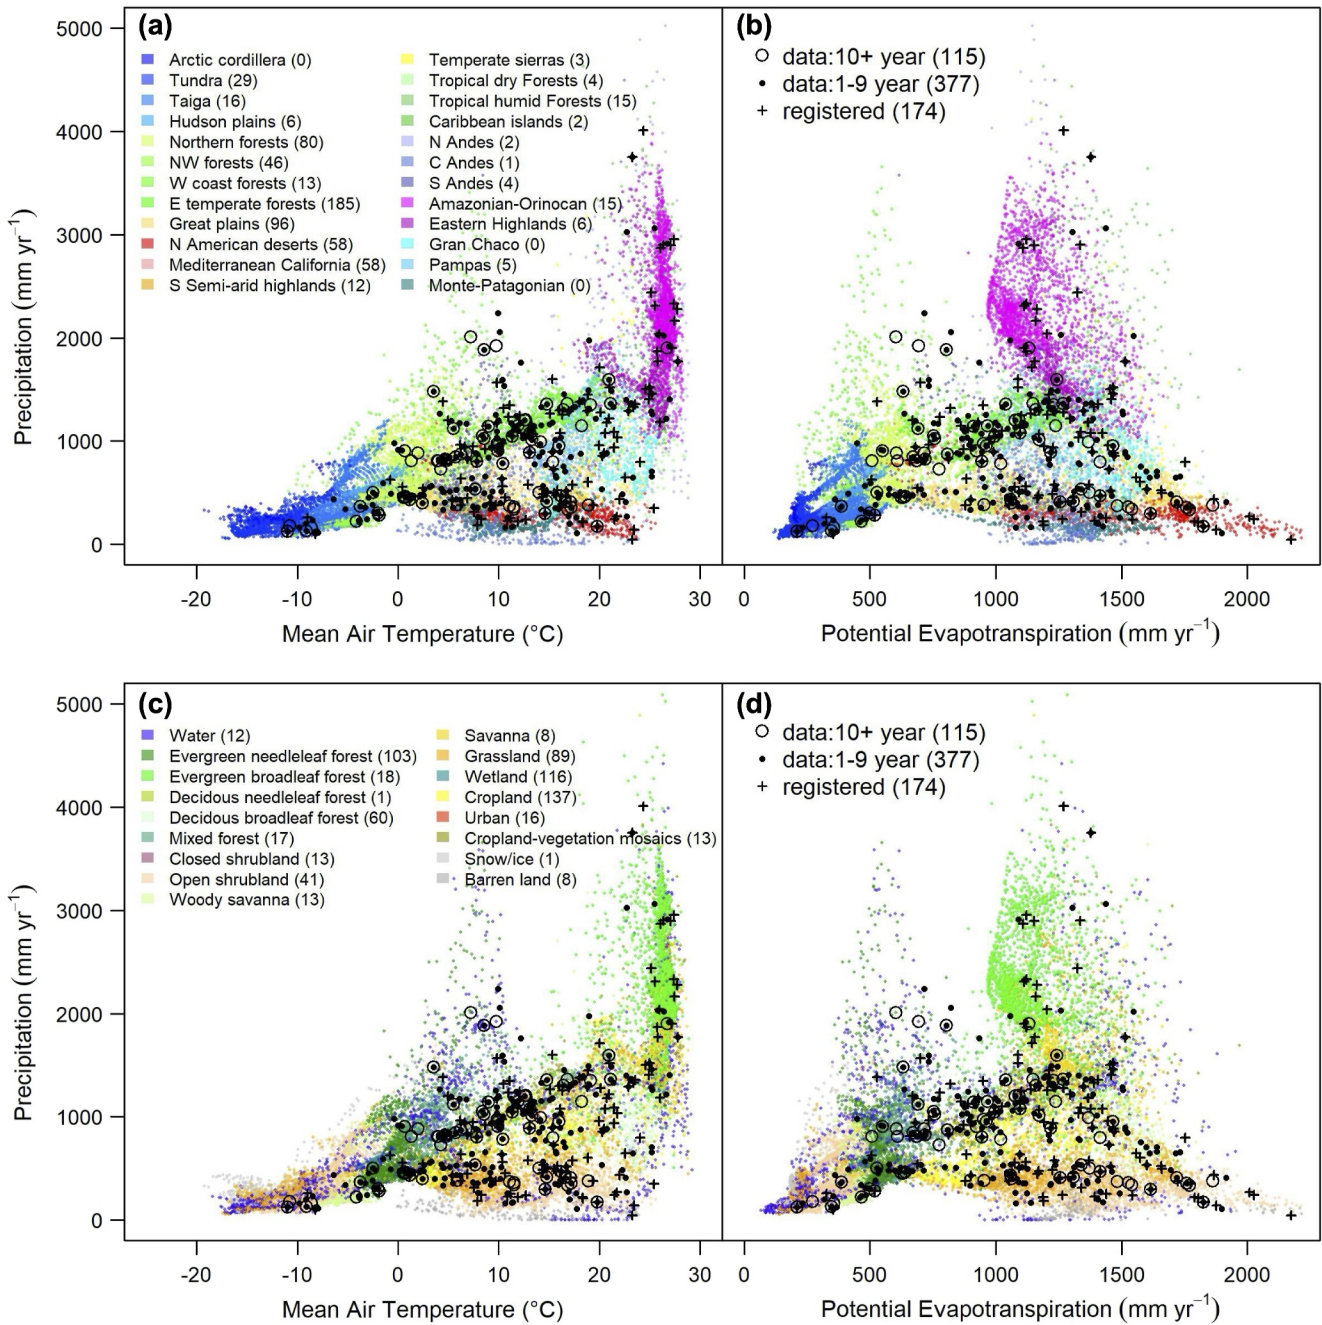 (a)
Arctic cordillera (0)
Tundra (29)
Taiga (16)
Hudson plains (6)
Northern forests (80)
NW forests (46)
W coast forests (13)
E temperate forests (185)
Great plains (96)
N American deserts (58)
Mediterranean California (58)
S Semi-arid highlands (12)
Temperate sierras (3)
Tropical dry Forests (4)
Tropical humid Forests (15)
Caribbean islands (2)
N Andes (2)
C Andes (1)
S Andes (4)
Amazonian-Orinocan (15)
Eastern Highlands (6)
Gran Chaco (0)
Pampas (5)
Monte-Patagonian (0)
5000
4000
3000
2000
1000
0
Precipitation (mm yr⁻¹)
-20 -10 0 10 20 30
Mean Air Temperature (°C)
(b)
data:10+ year (115)
data:1-9 year (377)
registered (174)
0 500 1000 1500 2000
Potential Evapotranspiration (mm yr⁻¹)
(c)
Water (12)
Evergreen needleleaf forest (103)
Evergreen broadleaf forest (18)
Decidous needleleaf forest (1)
Decidous broadleaf forest (60)
Mixed forest (17)
Closed shrubland (13)
Open shrubland (41)
Woody savanna (13)
Savanna (8)
Grassland (89)
Wetland (116)
Cropland (137)
Urban (16)
Cropland-vegetation mosaics (13)
Snow/ice (1)
Barren land (8)
5000
4000
3000
2000
1000
0
Precipitation (mm yr⁻¹)
-20 -10 0 10 20 30
Mean Air Temperature (°C)
(d)
data:10+ year (115)
data:1-9 year (377)
registered (174)
0 500 1000 1500 2000
Potential Evapotranspiration (mm yr⁻¹)